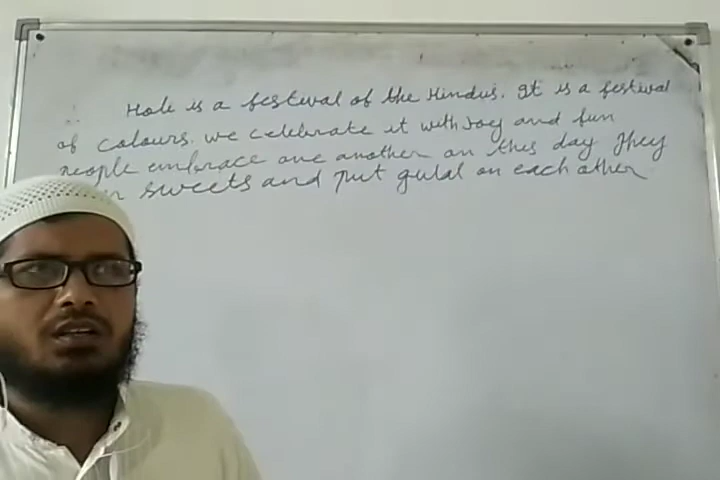 Holi is a festival of the Hindus. It is a festival
of colours. we celebrate it with Joy and fun
people embrace one another on this day They
sweets and put gulal on each other